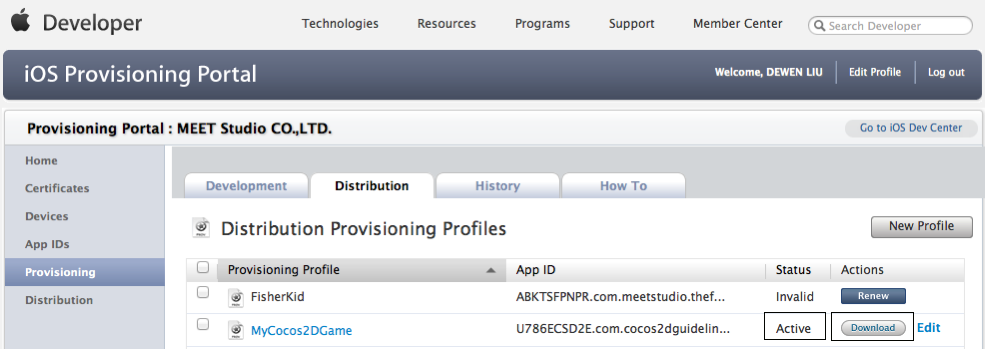 Developer Technologies Resources Programs Support Member Center Search Developer
iOS Provisioning Portal Welcome, DEWEN LIU Edit Profile Log out
Provisioning Portal : MEET Studio CO.,LTD. Go to iOS Dev Center
Home
Certificates
Devices
App IDs
Provisioning
Distribution
Development Distribution History How To
Distribution Provisioning Profiles New Profile
Provisioning Profile App ID Status Actions
FisherKid ABKTSFPNPR.com.meetstudio.thef... Invalid Renew
MyCocos2DGame U786ECSD2E.com.cocos2dguidelin... Active Download Edit